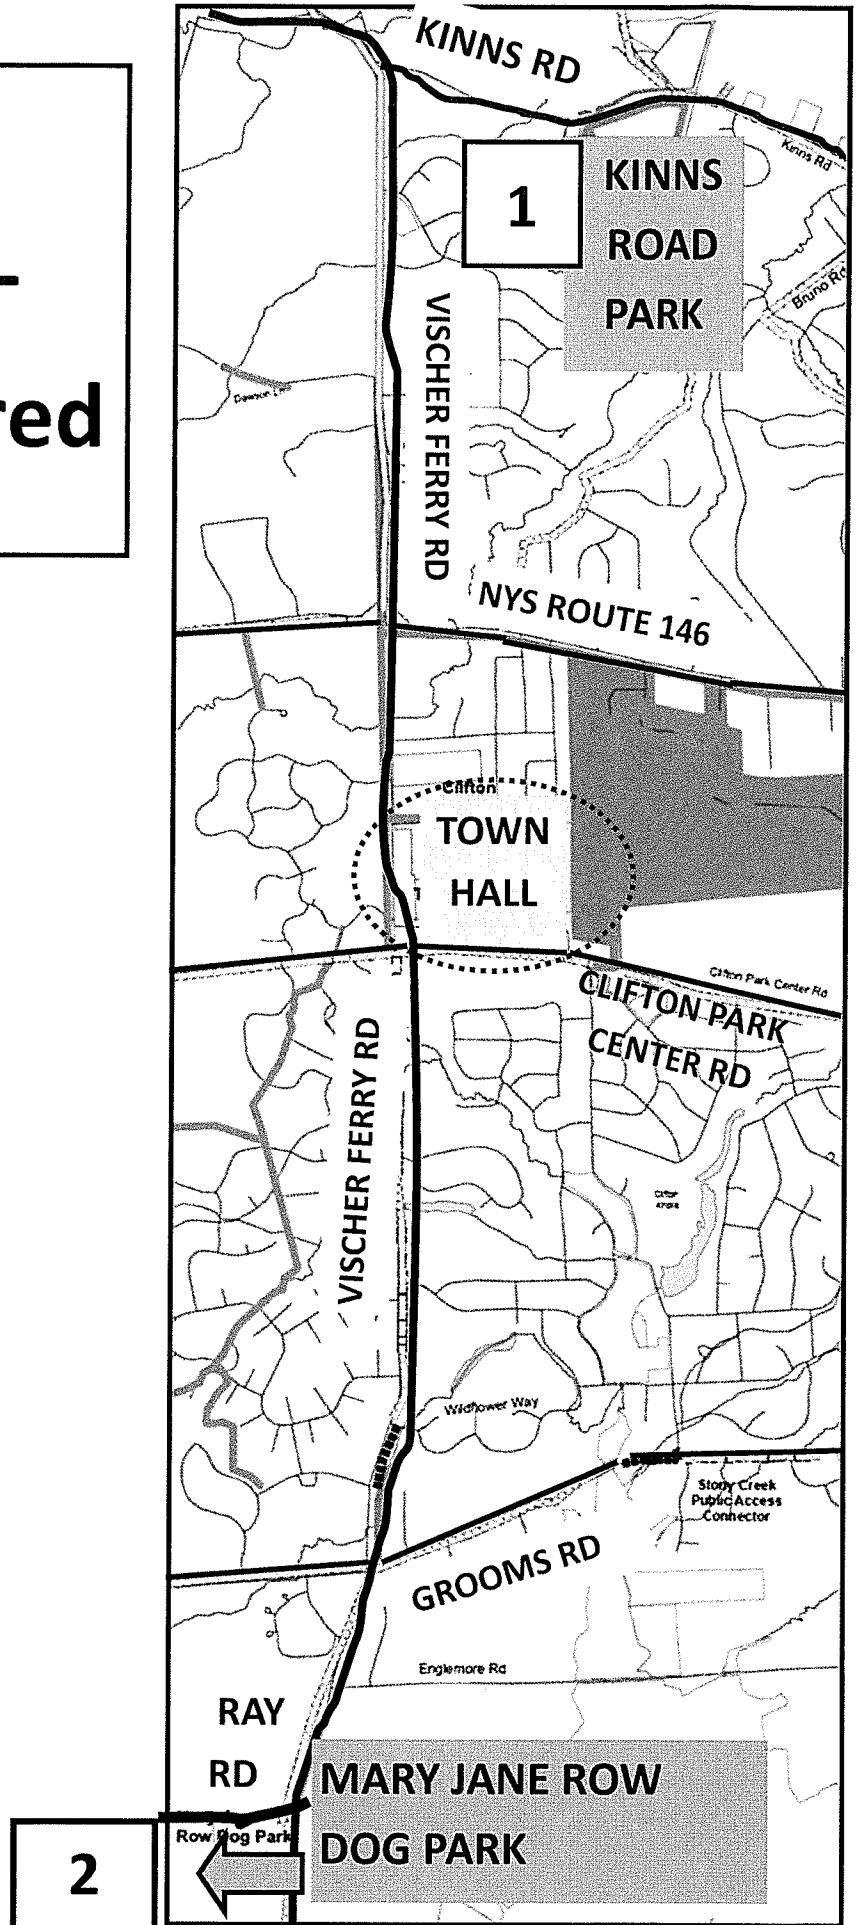 KINNS RD
Kinns Rd
1
KINNS
ROAD
PARK
Bruno Rd
VISCHER FERRY RD
red
Dawson Ln
NYS ROUTE 146
Clifton
TOWN
HALL
Clifton Park Center Rd
CLIFTON PARK
CENTER RD
VISCHER FERRY RD
Wildflower Way
Stony Creek
Public Access
Connector
GROOMS RD
Englemore Rd
RAY
RD
MARY JANE ROW
DOG PARK
Row Dog Park
2